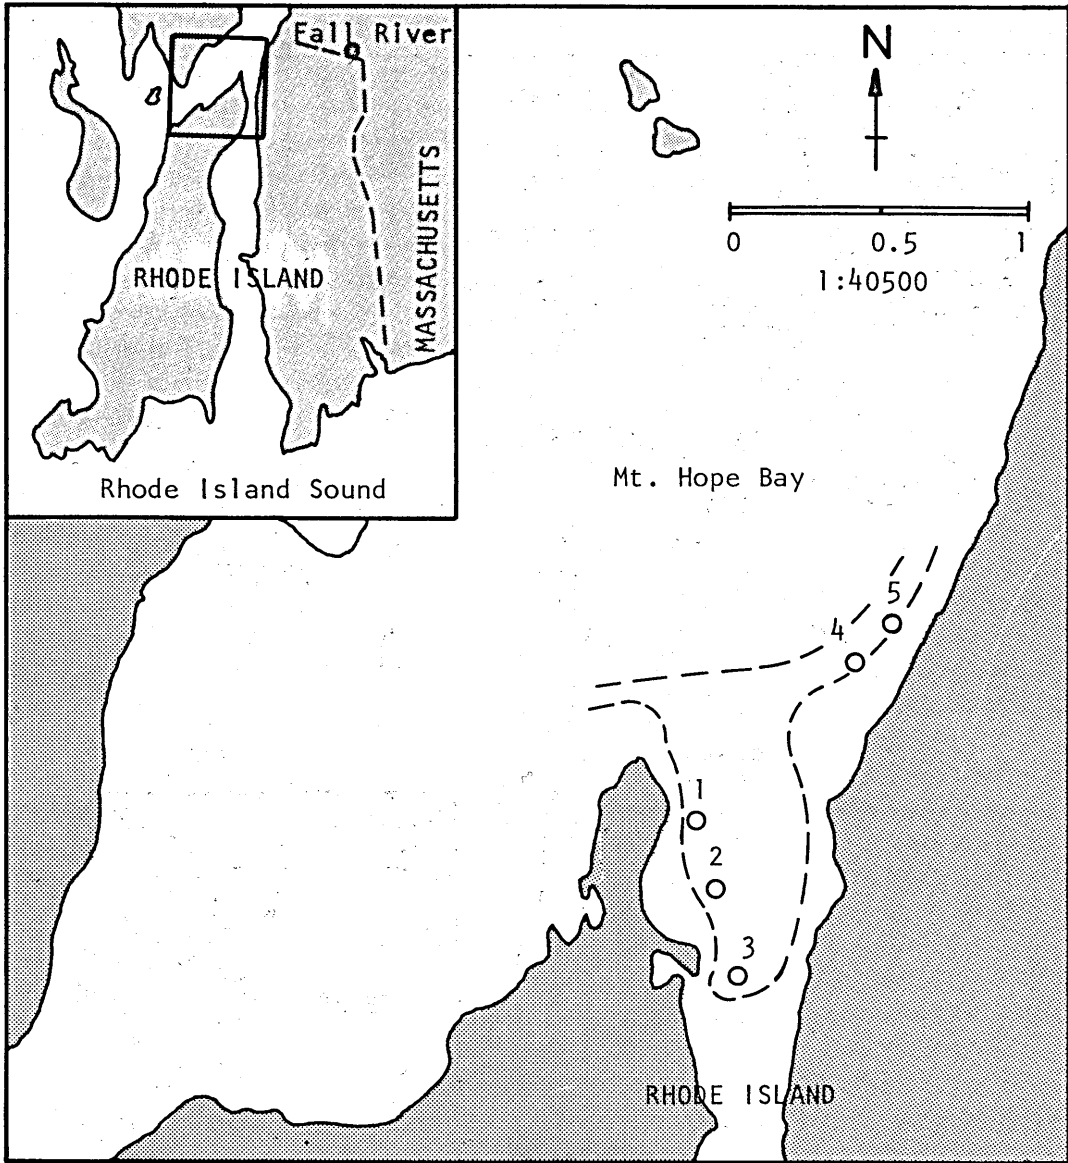 Fall River
MASSACHUSETTS
RHODE ISLAND
Rhode Island Sound
N
0 0.5 1
1:40500
Mt. Hope Bay
5
4
1
2
3
RHODE ISLAND